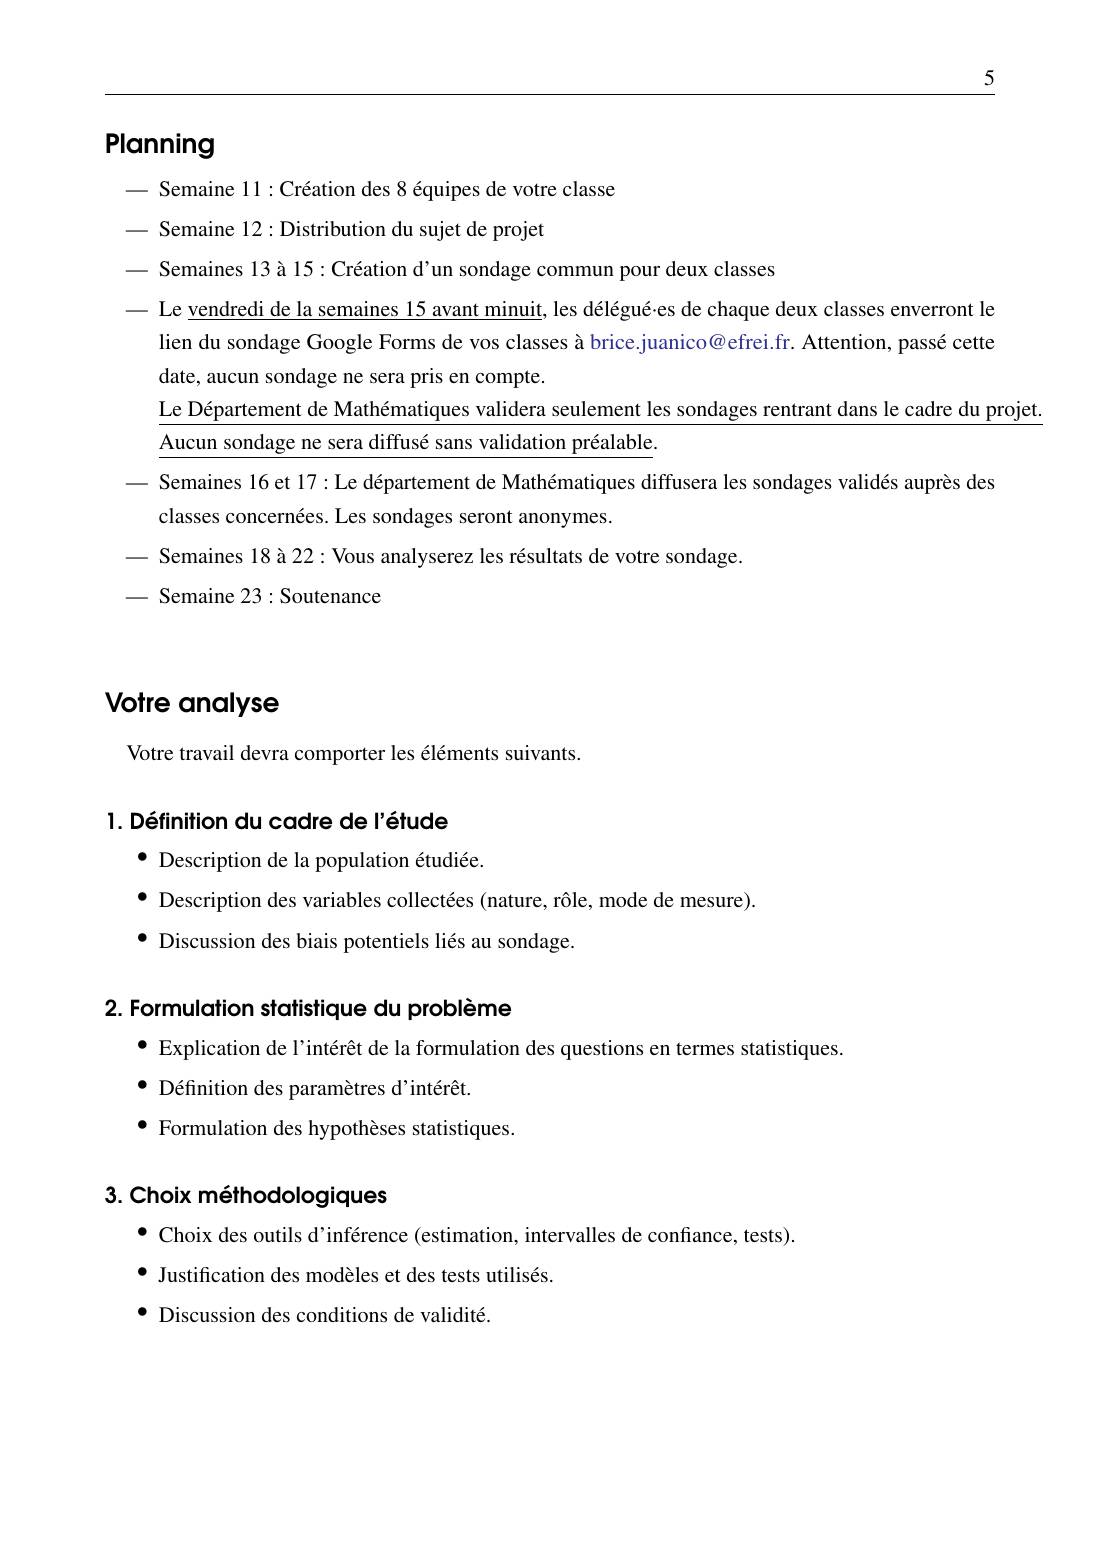 5
Planning
— Semaine 11 : Création des 8 équipes de votre classe
— Semaine 12 : Distribution du sujet de projet
— Semaines 13 à 15 : Création d’un sondage commun pour deux classes
— Le vendredi de la semaines 15 avant minuit, les délégué·es de chaque deux classes enverront le
lien du sondage Google Forms de vos classes à brice.juanico@efrei.fr. Attention, passé cette
date, aucun sondage ne sera pris en compte.
Le Département de Mathématiques validera seulement les sondages rentrant dans le cadre du projet.
Aucun sondage ne sera diffusé sans validation préalable.
— Semaines 16 et 17 : Le département de Mathématiques diffusera les sondages validés auprès des
classes concernées. Les sondages seront anonymes.
— Semaines 18 à 22 : Vous analyserez les résultats de votre sondage.
— Semaine 23 : Soutenance
Votre analyse
Votre travail devra comporter les éléments suivants.
1. Définition du cadre de l’étude
• Description de la population étudiée.
• Description des variables collectées (nature, rôle, mode de mesure).
• Discussion des biais potentiels liés au sondage.
2. Formulation statistique du problème
• Explication de l’intérêt de la formulation des questions en termes statistiques.
• Définition des paramètres d’intérêt.
• Formulation des hypothèses statistiques.
3. Choix méthodologiques
• Choix des outils d’inférence (estimation, intervalles de confiance, tests).
• Justification des modèles et des tests utilisés.
• Discussion des conditions de validité.